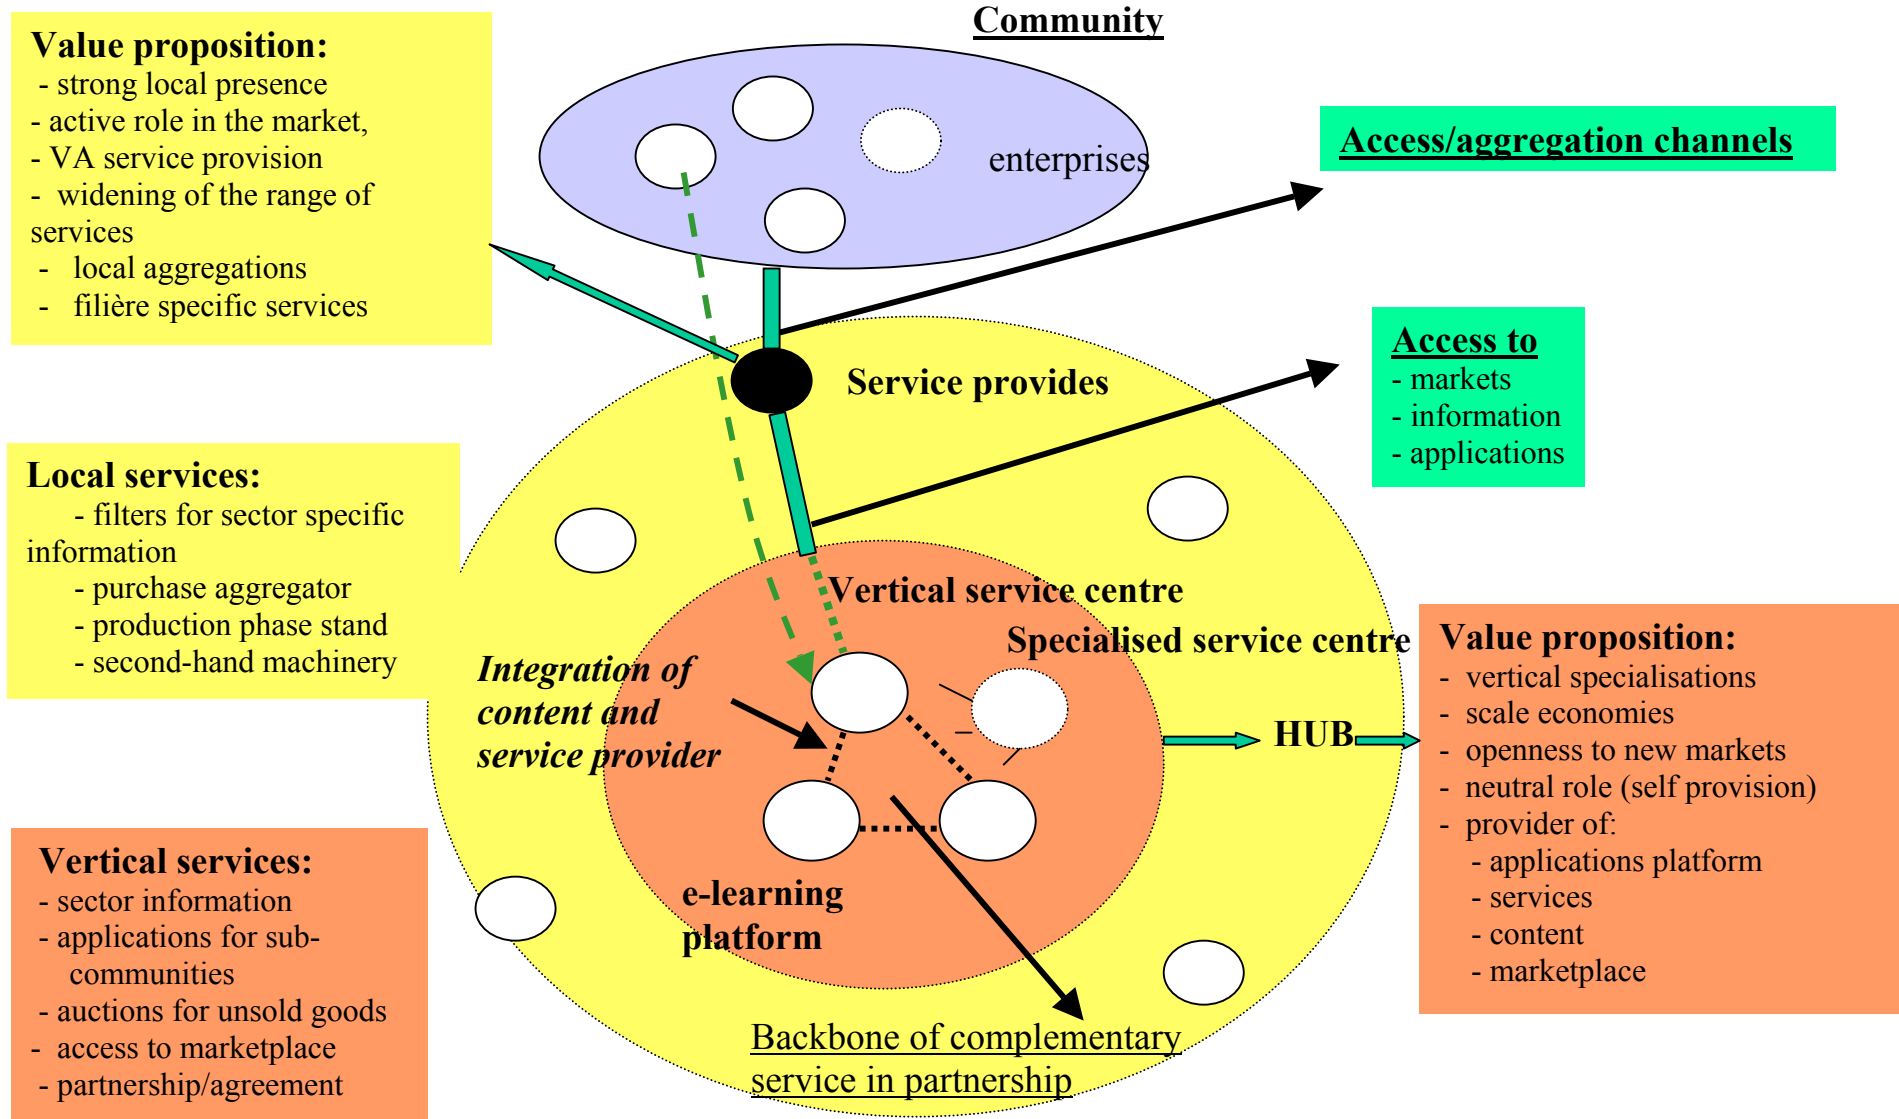 Community
Value proposition:
- strong local presence
- active role in the market,
- VA service provision
- widening of the range of
services
- local aggregations
- filière specific services
enterprises
Access/aggregation channels
Access to
- markets
- information
- applications
Service provides
Local services:
- filters for sector specific
information
- purchase aggregator
- production phase stand
- second-hand machinery
Vertical service centre
Specialised service centre
Integration of
content and
service provider
HUB
Value proposition:
- vertical specialisations
- scale economies
- openness to new markets
- neutral role (self provision)
- provider of:
- applications platform
- services
- content
- marketplace
Vertical services:
- sector information
- applications for sub-
communities
- auctions for unsold goods
- access to marketplace
- partnership/agreement
e-learning
platform
Backbone of complementary
service in partnership